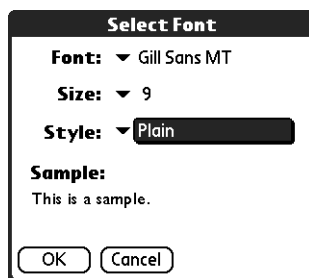 Select Font
Font: Gill Sans MT
Size: 9
Style: Plain
Sample:
This is a sample.
OK Cancel